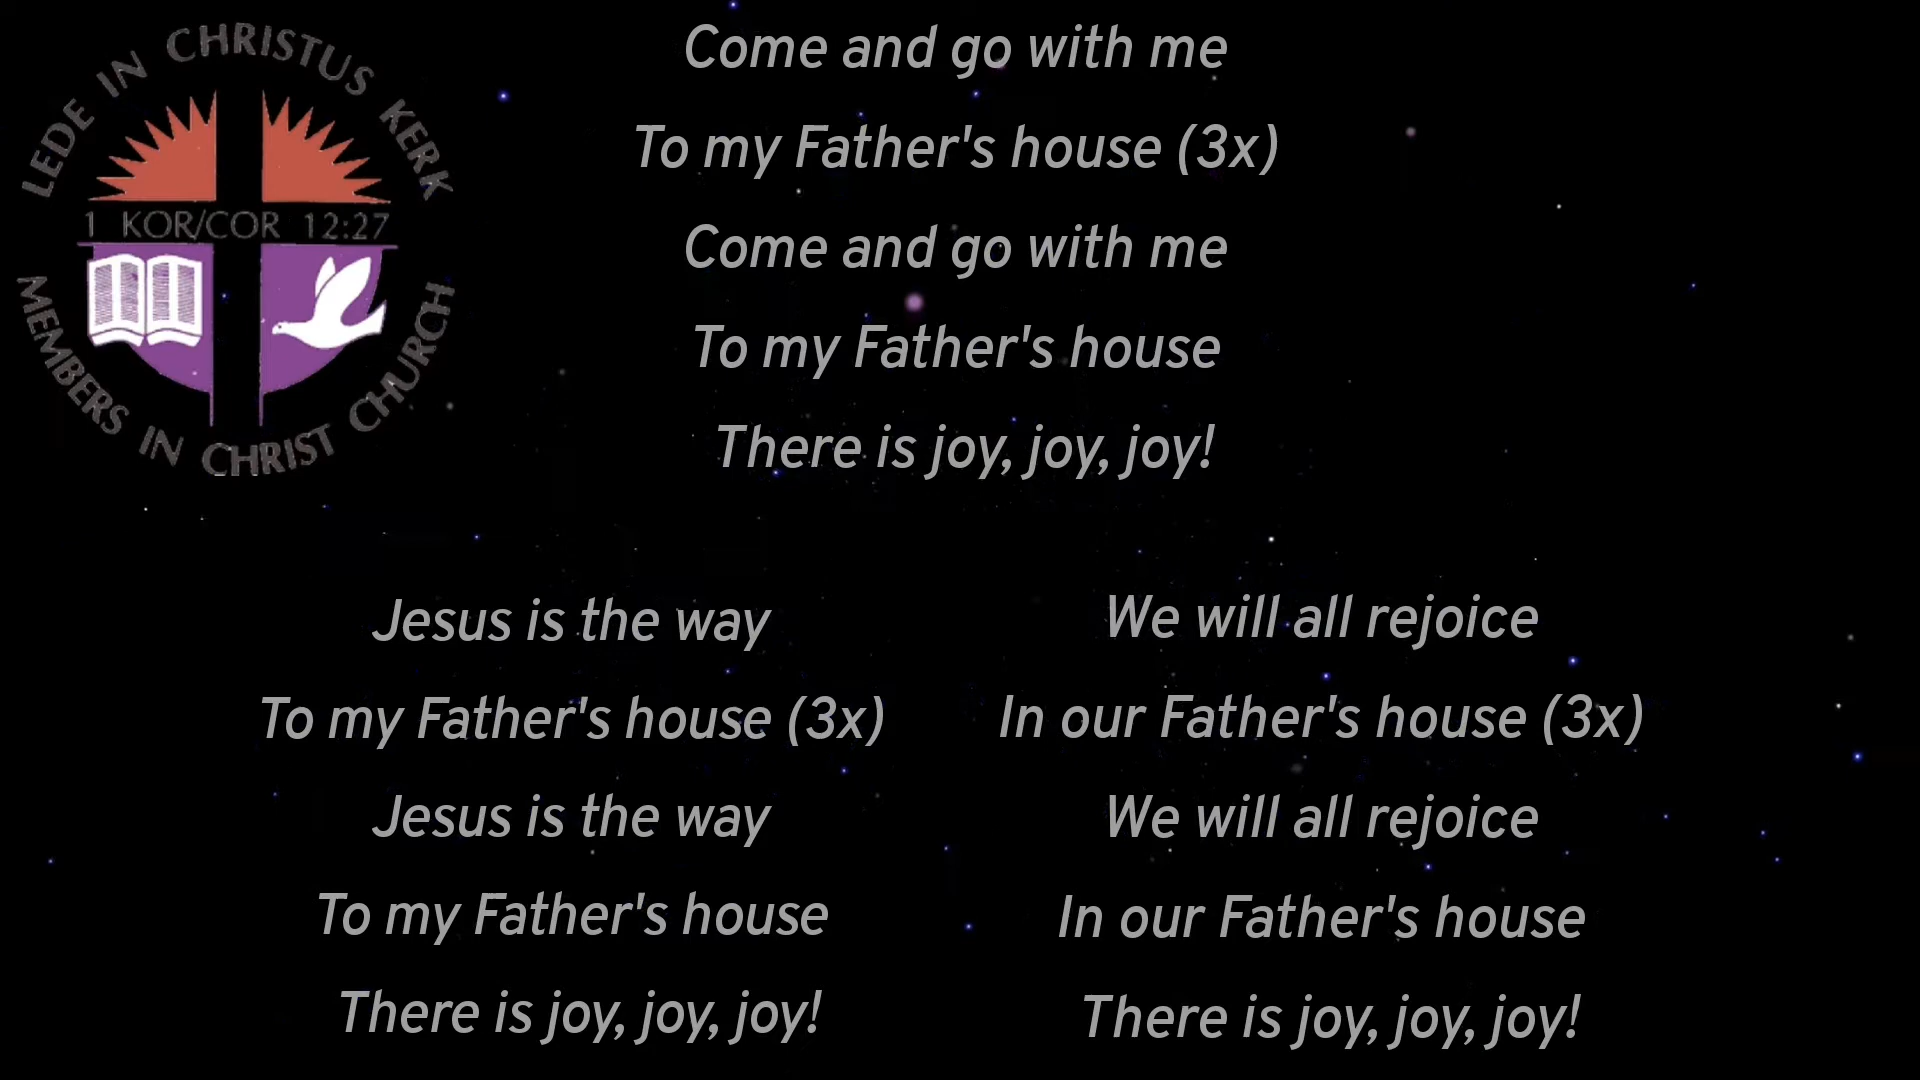 LEDE IN CHRISTUS KERK
1 KOR/COR 12:27
MEMBERS IN CHRIST CHURCH
Come and go with me
To my Father's house (3x)
Come and go with me
To my Father's house
There is joy, joy, joy!
Jesus is the way
To my Father's house (3x)
Jesus is the way
To my Father's house
There is joy, joy, joy!
We will all rejoice
In our Father's house (3x)
We will all rejoice
In our Father's house
There is joy, joy, joy!